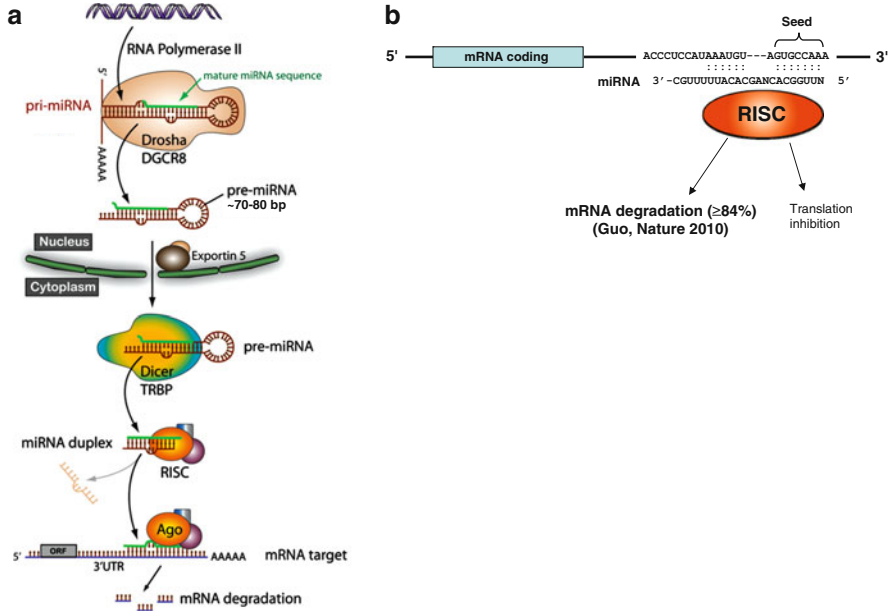 a
RNA Polymerase II
5'
mature miRNA sequence
pri-miRNA
Drosha
DGCR8
AAAAA
pre-miRNA
~70-80 bp
Nucleus
Exportin 5
Cytoplasm
pre-miRNA
Dicer
TRBP
miRNA duplex
RISC
Ago
5' ORF AAAAA mRNA target
3'UTR
mRNA degradation
b
Seed
5' mRNA coding ACCCUCCAUAAAUGU---AGUGCCAAA 3'
:::::: :::::::
miRNA 3'-CGUUUUUACACGANCACGGUUN 5'
RISC
mRNA degradation (≥84%)
(Guo, Nature 2010)
Translation
inhibition